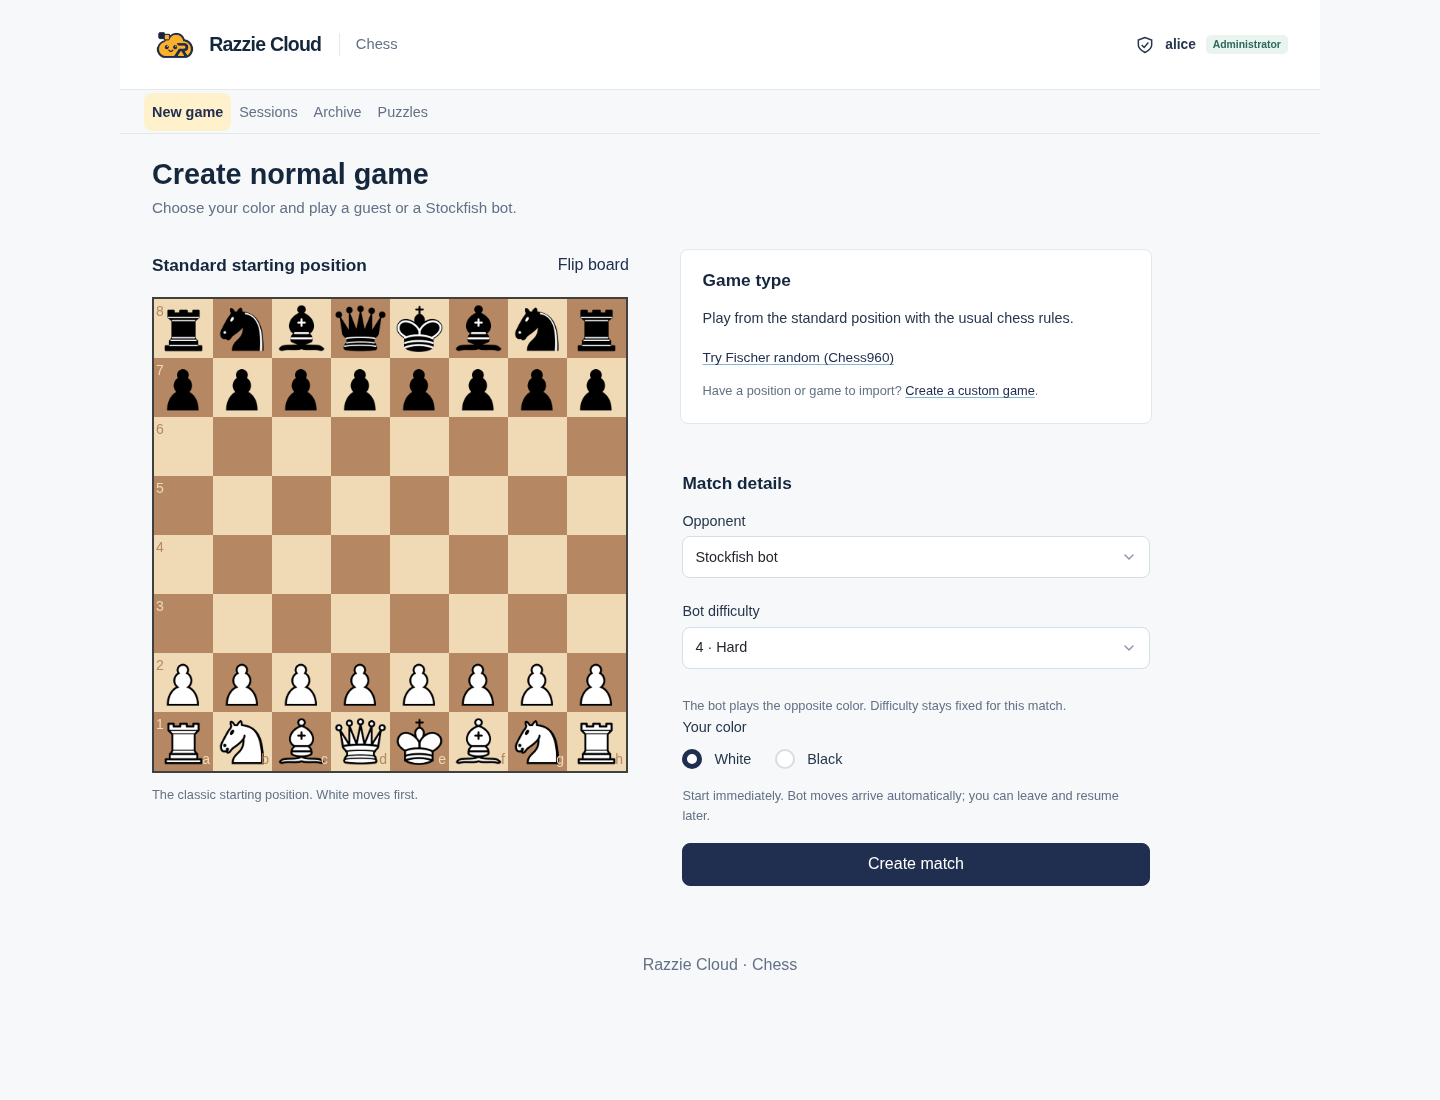 Razzie Cloud
Chess
alice
Administrator
New game
Sessions
Archive
Puzzles
Create normal game
Choose your color and play a guest or a Stockfish bot.
Standard starting position
Flip board
8
7
6
5
4
3
2
1
a
b
c
d
e
f
g
h
The classic starting position. White moves first.
Game type
Play from the standard position with the usual chess rules.
Try Fischer random (Chess960)
Have a position or game to import? Create a custom game.
Match details
Opponent
Stockfish bot
Bot difficulty
4 · Hard
The bot plays the opposite color. Difficulty stays fixed for this match.
Your color
White
Black
Start immediately. Bot moves arrive automatically; you can leave and resume
later.
Create match
Razzie Cloud · Chess